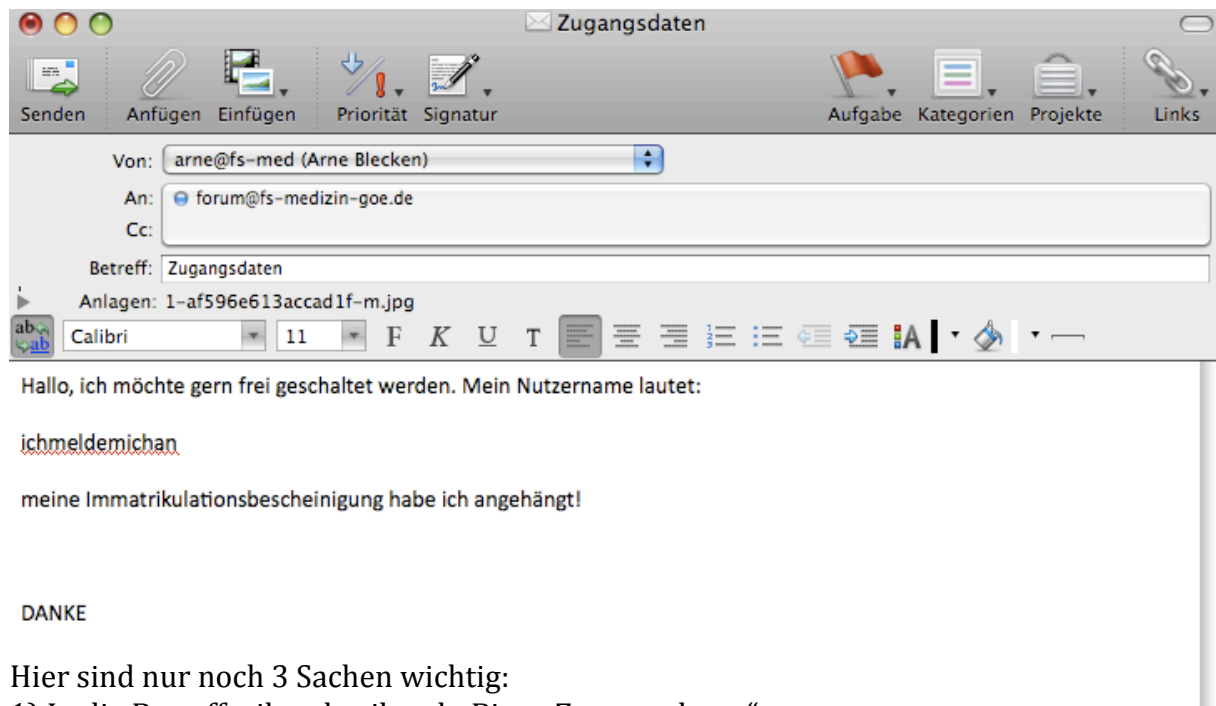 Zugangsdaten
Senden Anfügen Einfügen Priorität Signatur Aufgabe Kategorien Projekte Links
Von: arne@fs-med (Arne Blecken)
An: forum@fs-medizin-goe.de
Cc:
Betreff: Zugangsdaten
Anlagen: 1-af596e613accad1f-m.jpg
Calibri 11 F K U T A
Hallo, ich möchte gern frei geschaltet werden. Mein Nutzername lautet:
ichmeldemichan
meine Immatrikulationsbescheinigung habe ich angehängt!
DANKE
Hier sind nur noch 3 Sachen wichtig: